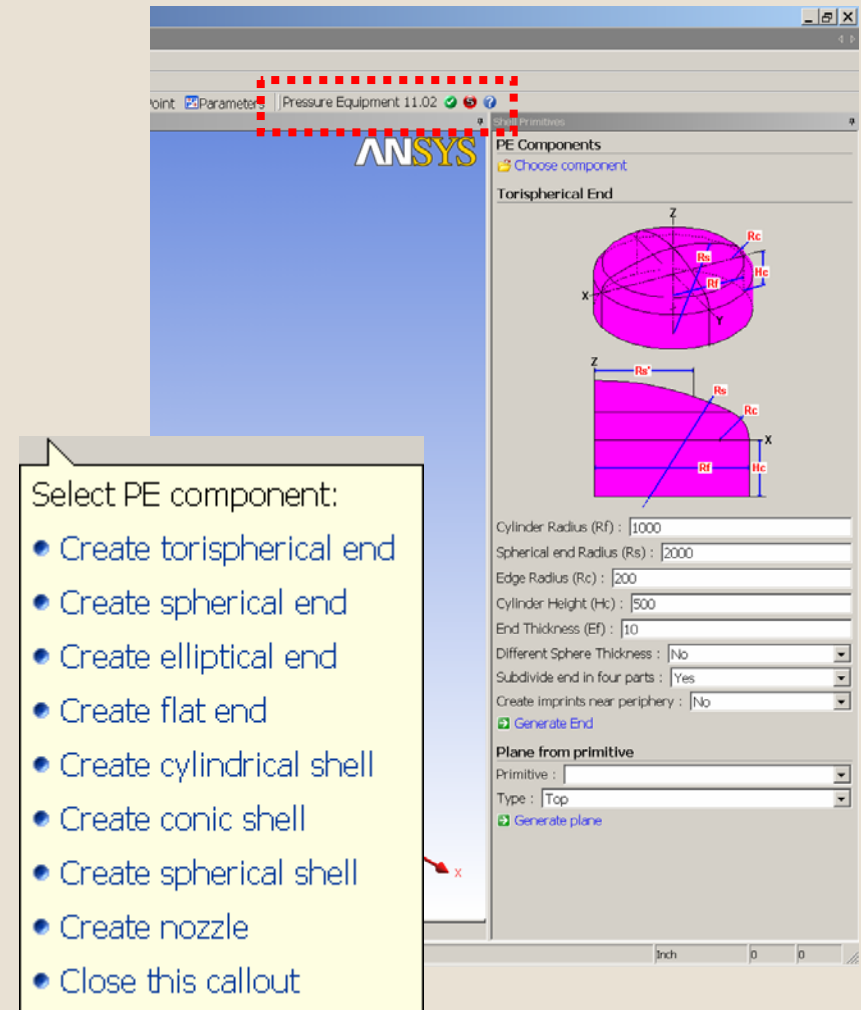 oint Parameters Pressure Equipment 11.02
Shell Primitives
ANSYS
PE Components
Choose component
Torispherical End
Z
Rc
Rs
Hc
Rf
X
Y
Z
Rs'
Rs
Rc
X
Rf
Hc
Cylinder Radius (Rf) : 1000
Spherical end Radius (Rs) : 2000
Edge Radius (Rc) : 200
Cylinder Height (Hc) : 500
End Thickness (Ef) : 10
Different Sphere Thickness : No
Subdivide end in four parts : Yes
Create imprints near periphery : No
Generate End
Plane from primitive
Primitive :
Type : Top
Generate plane
Select PE component:
Create torispherical end
Create spherical end
Create elliptical end
Create flat end
Create cylindrical shell
Create conic shell
Create spherical shell
Create nozzle
Close this callout
X
Inch 0 0